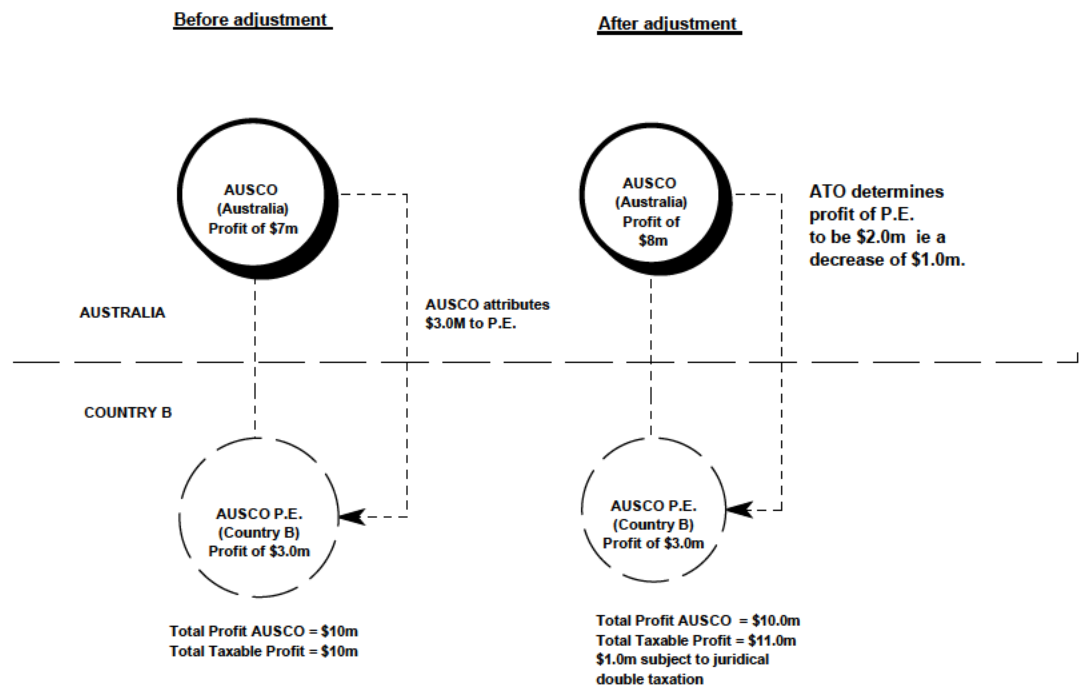 Before adjustment
After adjustment
AUSCO
(Australia)
Profit of $7m
AUSCO
(Australia)
Profit of
$8m
ATO determines
profit of P.E.
to be $2.0m ie a
decrease of $1.0m.
AUSTRALIA
AUSCO attributes
$3.0M to P.E.
COUNTRY B
AUSCO P.E.
(Country B)
Profit of $3.0m
AUSCO P.E.
(Country B)
Profit of $3.0m
Total Profit AUSCO = $10m
Total Taxable Profit = $10m
Total Profit AUSCO = $10.0m
Total Taxable Profit = $11.0m
$1.0m subject to juridical
double taxation